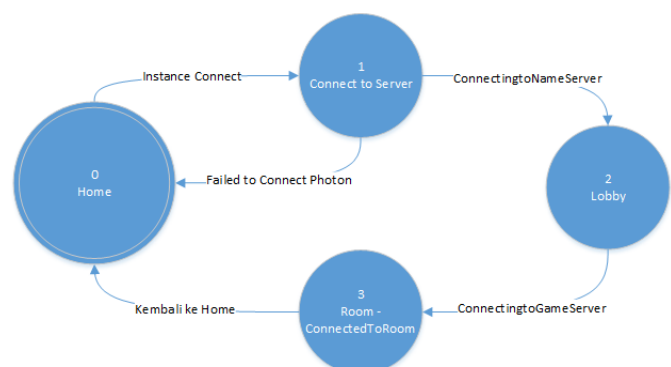 1
Connect to Server
Instance Connect
ConnectingtoNameServer
0
Home
Failed to Connect Photon
2
Lobby
3
Room -
ConnectedToRoom
Kembali ke Home
ConnectingtoGameServer